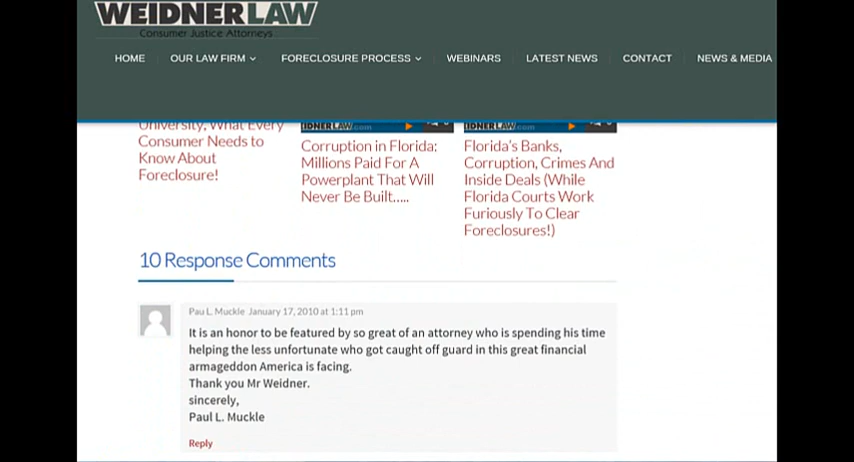 WEIDNERLAW
Consumer Justice Attorneys
HOME OUR LAW FIRM FORECLOSURE PROCESS WEBINARS LATEST NEWS CONTACT NEWS & MEDIA
University, What Every
Consumer Needs to
Know About
Foreclosure!
IDNERLAW.com
Corruption in Florida:
Millions Paid For A
Powerplant That Will
Never Be Built.....
IDNERLAW.com
Florida's Banks,
Corruption, Crimes And
Inside Deals (While
Florida Courts Work
Furiously To Clear
Foreclosures!)
10 Response Comments
Pau L. Muckle January 17, 2010 at 1:11 pm
It is an honor to be featured by so great of an attorney who is spending his time
helping the less unfortunate who got caught off guard in this great financial
armageddon America is facing.
Thank you Mr Weidner.
sincerely,
Paul L. Muckle
Reply